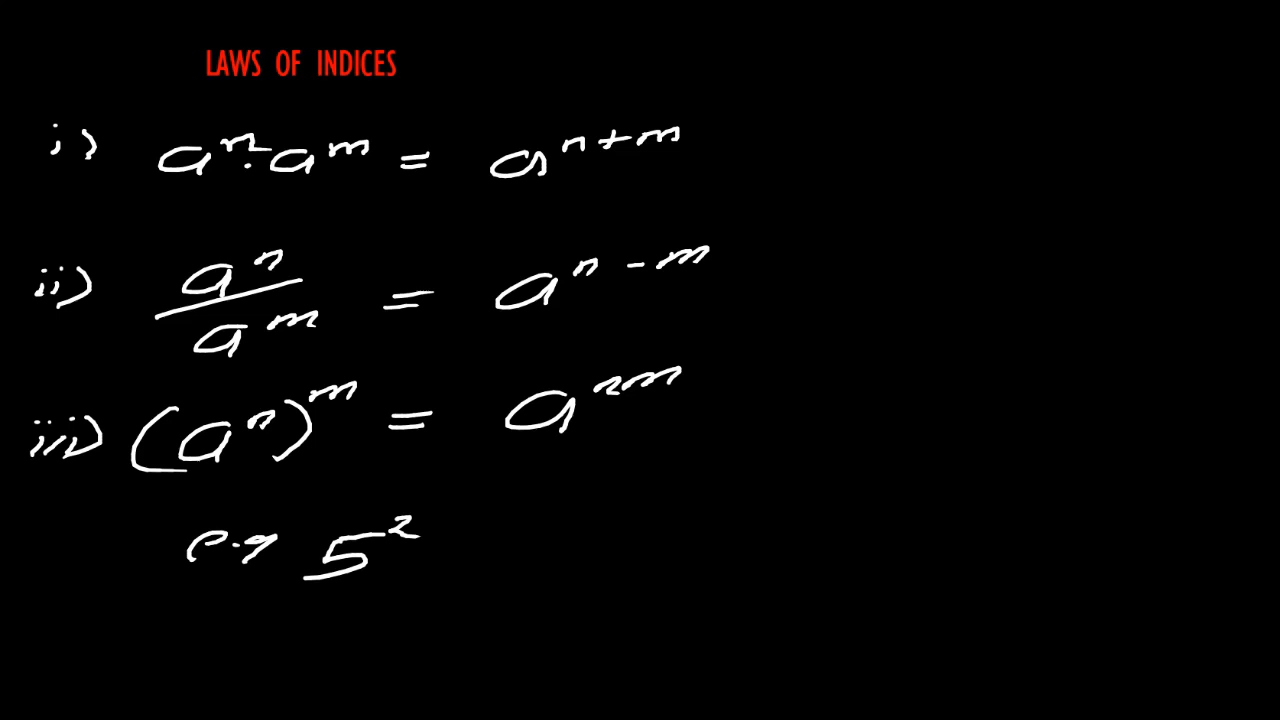 LAWS OF INDICES
i) aⁿ · aᵐ = aⁿ⁺ᵐ
ii) aⁿ / aᵐ = aⁿ⁻ᵐ
iii) (aⁿ)ᵐ = aⁿᵐ
e.g 5²